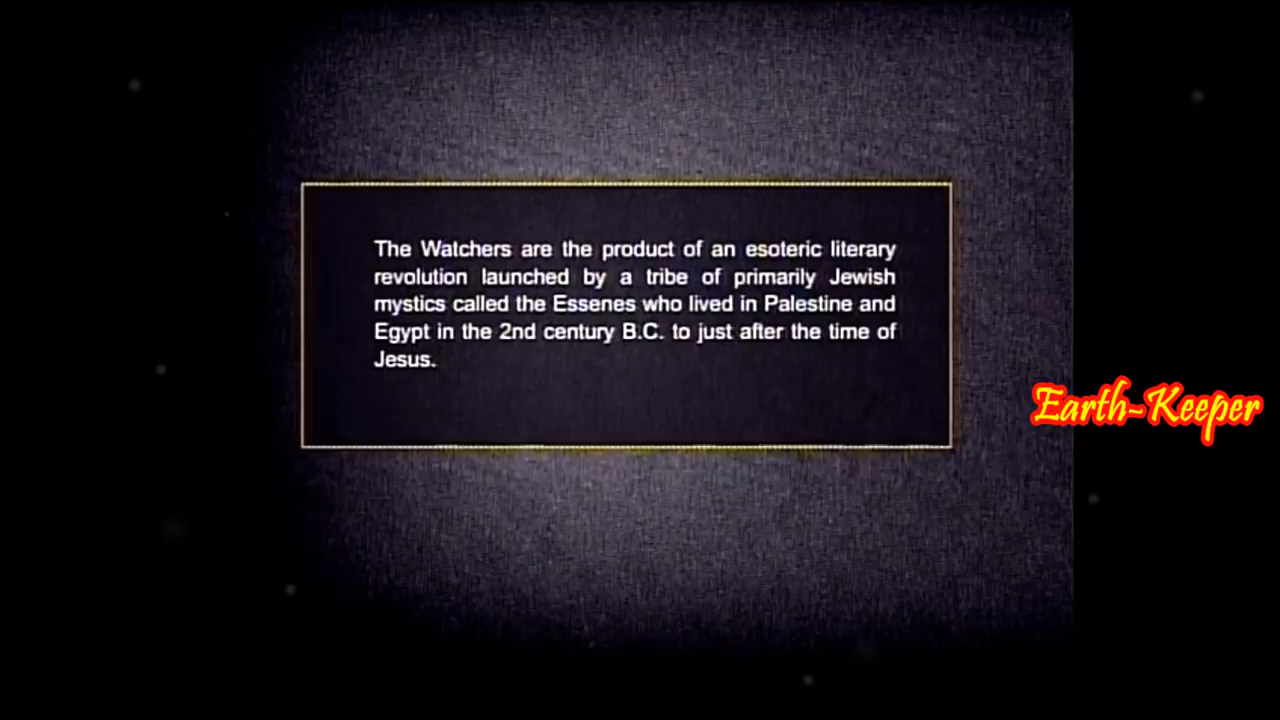 The Watchers are the product of an esoteric literary
revolution launched by a tribe of primarily Jewish
mystics called the Essenes who lived in Palestine and
Egypt in the 2nd century B.C. to just after the time of
Jesus.
Earth-Keeper